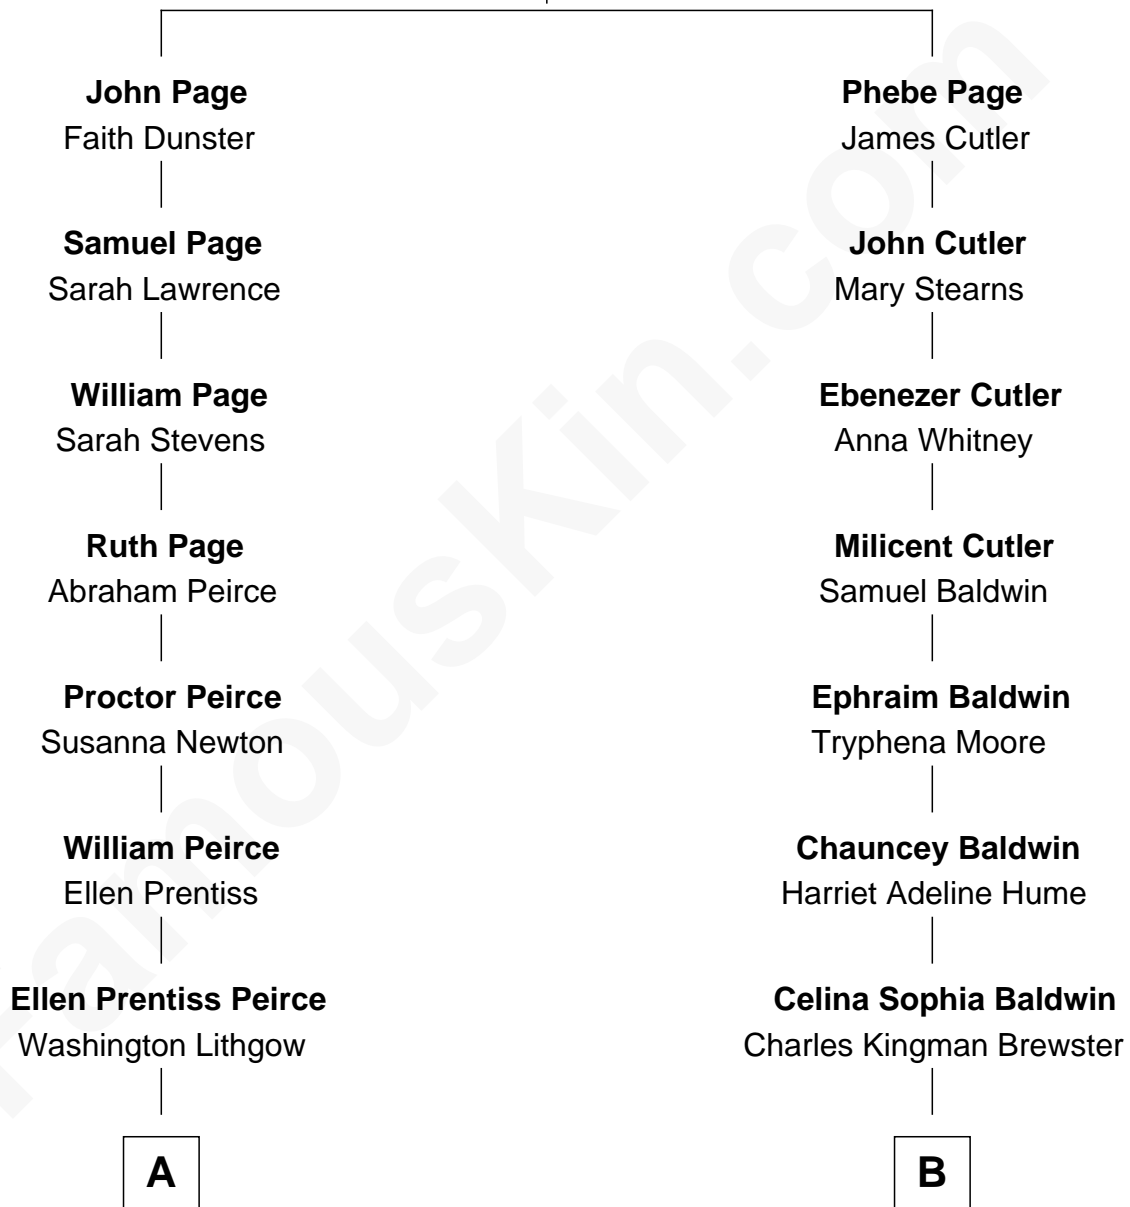 John Page
Faith Dunster
Samuel Page
Sarah Lawrence
William Page
Sarah Stevens
Ruth Page
Abraham Peirce
Proctor Peirce
Susanna Newton
William Peirce
Ellen Prentiss
Ellen Prentiss Peirce
Washington Lithgow
A
Phebe Page
James Cutler
John Cutler
Mary Stearns
Ebenezer Cutler
Anna Whitney
Milicent Cutler
Samuel Baldwin
Ephraim Baldwin
Tryphena Moore
Chauncey Baldwin
Harriet Adeline Hume
Celina Sophia Baldwin
Charles Kingman Brewster
B
FamousKin.com